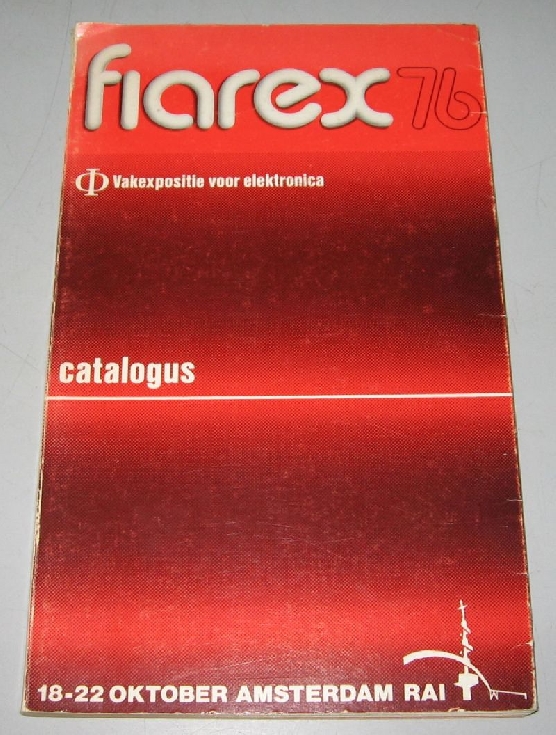 fiarex 76
Φ Vakexpositie voor elektronica
catalogus
18-22 OKTOBER AMSTERDAM RAI